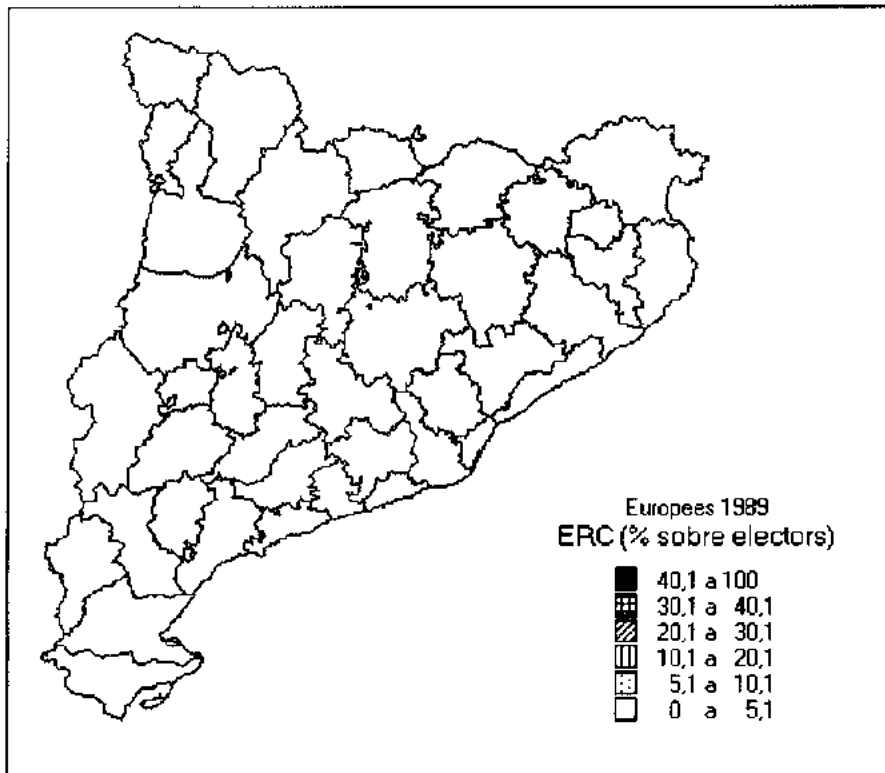 Europees 1989
ERC (% sobre electors)
40,1 a 100
30,1 a 40,1
20,1 a 30,1
10,1 a 20,1
5,1 a 10,1
0 a 5,1